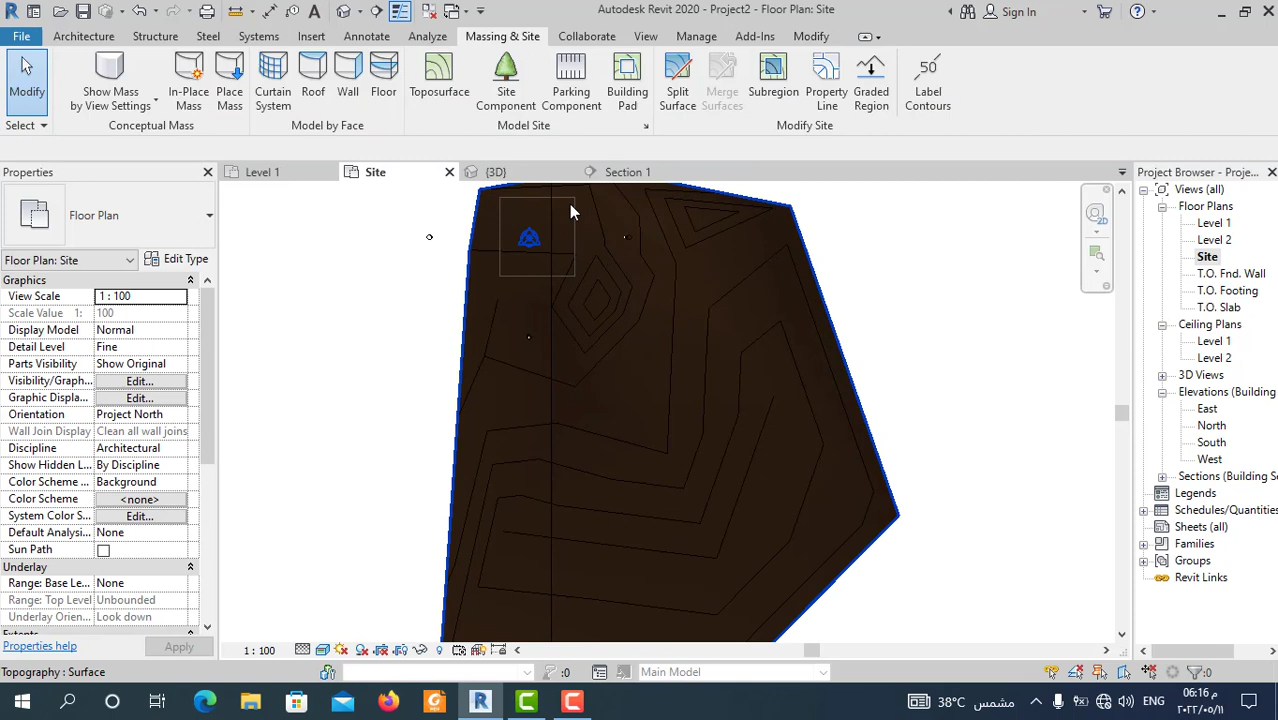 Autodesk Revit 2020 - Project2 - Floor Plan: Site
Sign In
File Architecture Structure Steel Systems Insert Annotate Analyze Massing & Site Collaborate View Manage Add-Ins Modify
Modify
Show Mass by View Settings
In-Place Mass
Place Mass
Curtain System
Roof
Wall
Floor
Toposurface
Site Component
Parking Component
Building Pad
Split Surface
Merge Surfaces
Subregion
Property Line
Graded Region
50
Label Contours
Select
Conceptual Mass
Model by Face
Model Site
Modify Site
Properties
Level 1
Site
{3D}
Section 1
Project Browser - Proje...
Floor Plan
Floor Plan: Site
Edit Type
Graphics
View Scale 1 : 100
Scale Value 1: 100
Display Model Normal
Detail Level Fine
Parts Visibility Show Original
Visibility/Graph... Edit...
Graphic Displa... Edit...
Orientation Project North
Wall Join Display Clean all wall joins
Discipline Architectural
Show Hidden L... By Discipline
Color Scheme ... Background
Color Scheme <none>
System Color S... Edit...
Default Analysi... None
Sun Path
Underlay
Range: Base Le... None
Range: Top Level Unbounded
Underlay Orien... Look down
Extents
Properties help
Apply
Views (all)
Floor Plans
Level 1
Level 2
Site
T.O. Fnd. Wall
T.O. Footing
T.O. Slab
Ceiling Plans
Level 1
Level 2
3D Views
Elevations (Building
East
North
South
West
Sections (Building Se
Legends
Schedules/Quantities
Sheets (all)
Families
Groups
Revit Links
2D
1 : 100
Topography : Surface
:0
Main Model
:0
38°C مشمس
ENG
م 06:16
٢٠٢٢/٠٥/١١